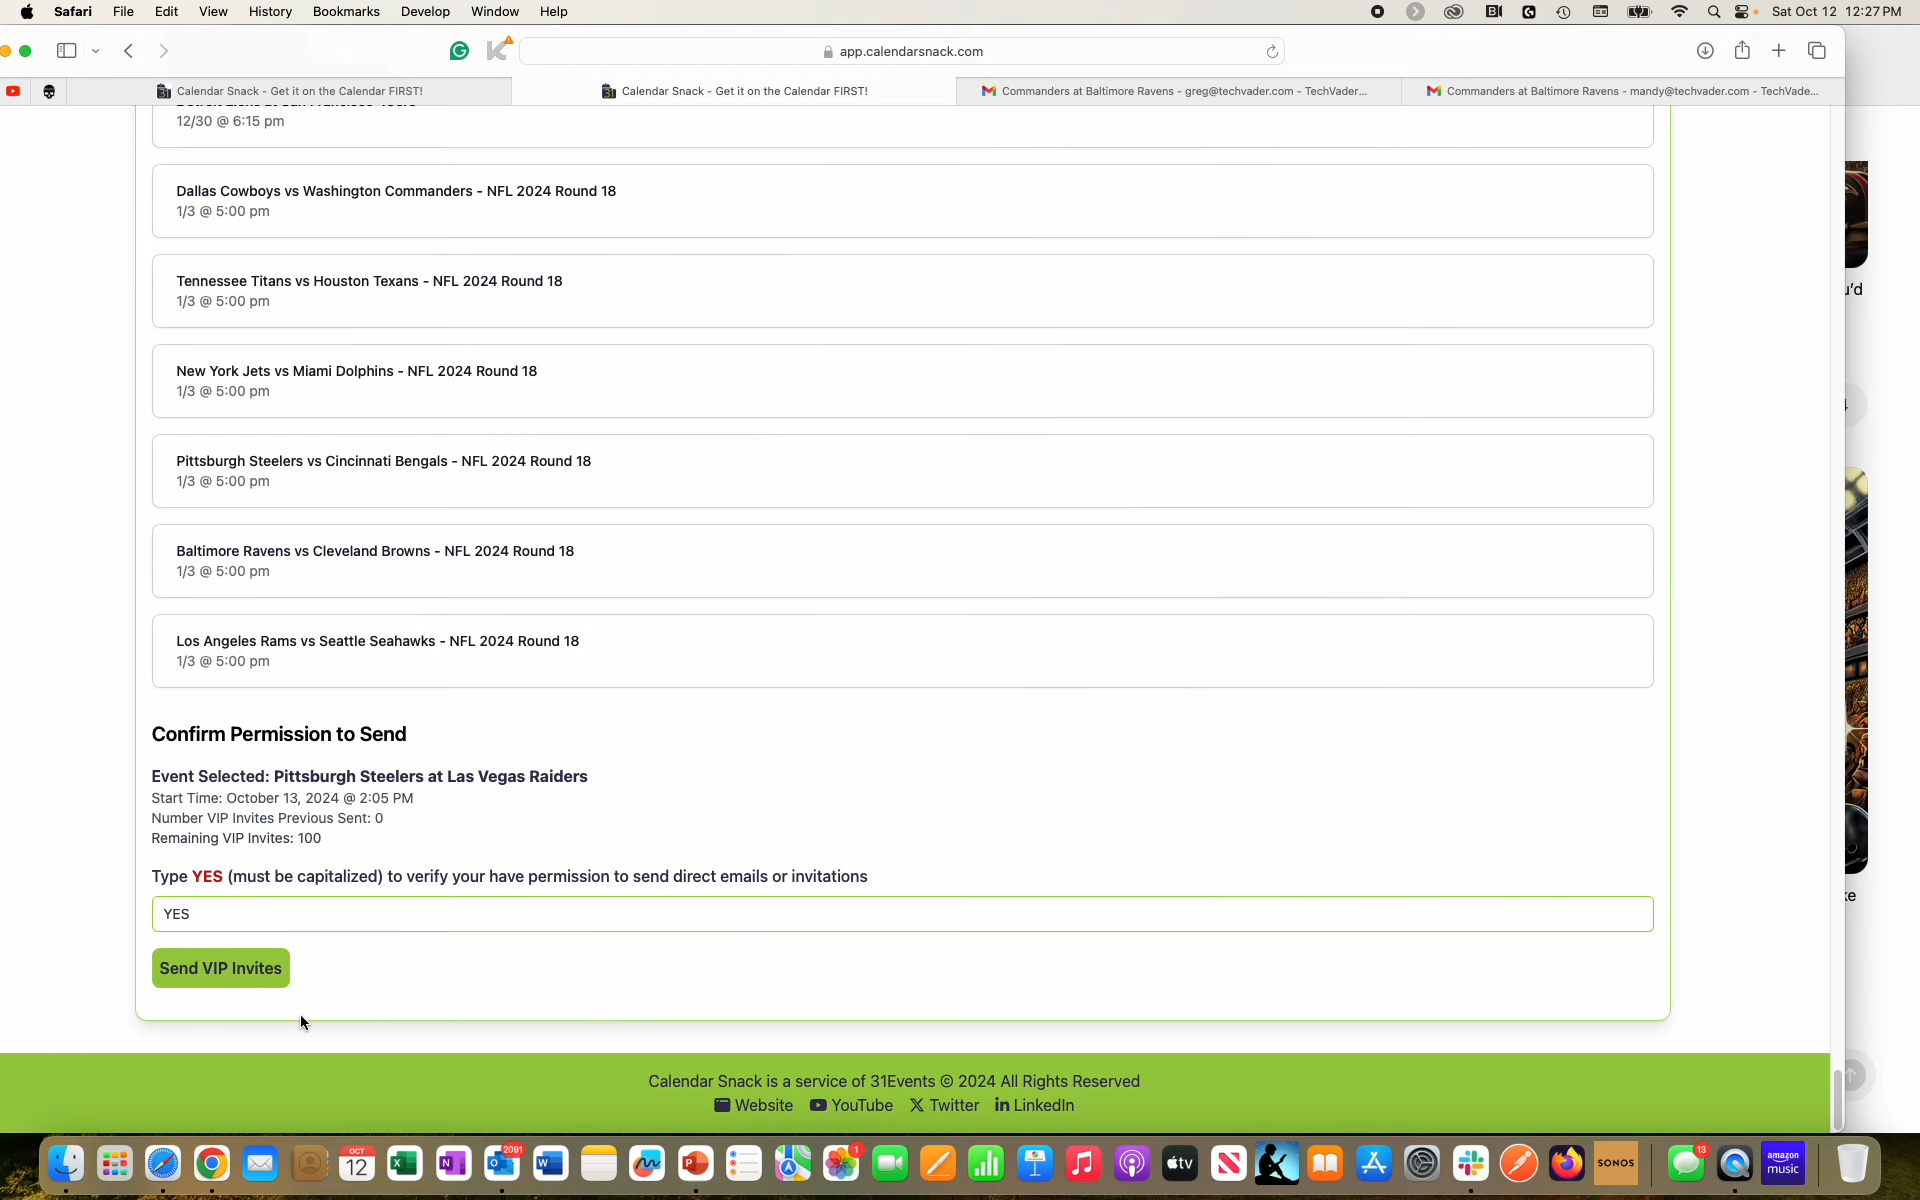 Safari File Edit View History Bookmarks Develop Window Help Sat Oct 12 12:27 PM
app.calendarsnack.com
Calendar Snack - Get it on the Calendar FIRST! Calendar Snack - Get it on the Calendar FIRST! Commanders at Baltimore Ravens - greg@techvader.com - TechVader... Commanders at Baltimore Ravens - mandy@techvader.com - TechVade...
12/30 @ 6:15 pm
Dallas Cowboys vs Washington Commanders - NFL 2024 Round 18
1/3 @ 5:00 pm
Tennessee Titans vs Houston Texans - NFL 2024 Round 18
1/3 @ 5:00 pm
u'd
New York Jets vs Miami Dolphins - NFL 2024 Round 18
1/3 @ 5:00 pm
Pittsburgh Steelers vs Cincinnati Bengals - NFL 2024 Round 18
1/3 @ 5:00 pm
Baltimore Ravens vs Cleveland Browns - NFL 2024 Round 18
1/3 @ 5:00 pm
Los Angeles Rams vs Seattle Seahawks - NFL 2024 Round 18
1/3 @ 5:00 pm
Confirm Permission to Send
Event Selected: Pittsburgh Steelers at Las Vegas Raiders
Start Time: October 13, 2024 @ 2:05 PM
Number VIP Invites Previous Sent: 0
Remaining VIP Invites: 100
Type YES (must be capitalized) to verify your have permission to send direct emails or invitations
ke
YES
Send VIP Invites
Calendar Snack is a service of 31Events © 2024 All Rights Reserved
Website YouTube Twitter LinkedIn
OCT 2091 1 13
12 tv SONOS amazon music